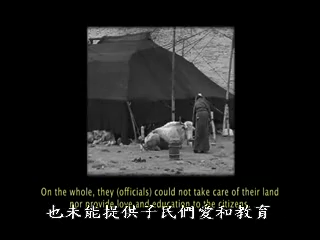 On the whole, they (officials) could not take care of their land
nor provide love and education to the citizens.
也未能提供子民們愛和教育